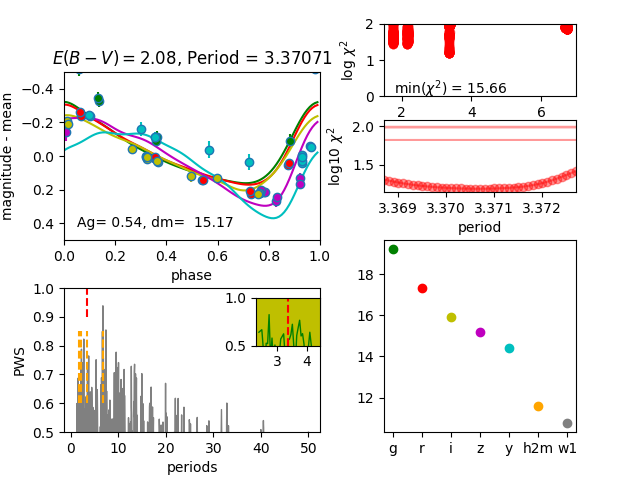 E(B − V) = 2.08, Period = 3.37071
−0.4
−0.2
0.0
0.2
0.4
magnitude - mean
Ag= 0.54, dm=  15.17
0.0 0.2 0.4 0.6 0.8 1.0
phase
2
1
0
log χ²
min(χ²) = 15.66
2 4 6
2.0
1.5
log10 χ²
3.369 3.370 3.371 3.372
period
1.0
0.9
0.8
0.7
0.6
0.5
PWS
1.0
0.5
3 4
0 10 20 30 40 50
periods
18
16
14
12
g r i z y h2m w1